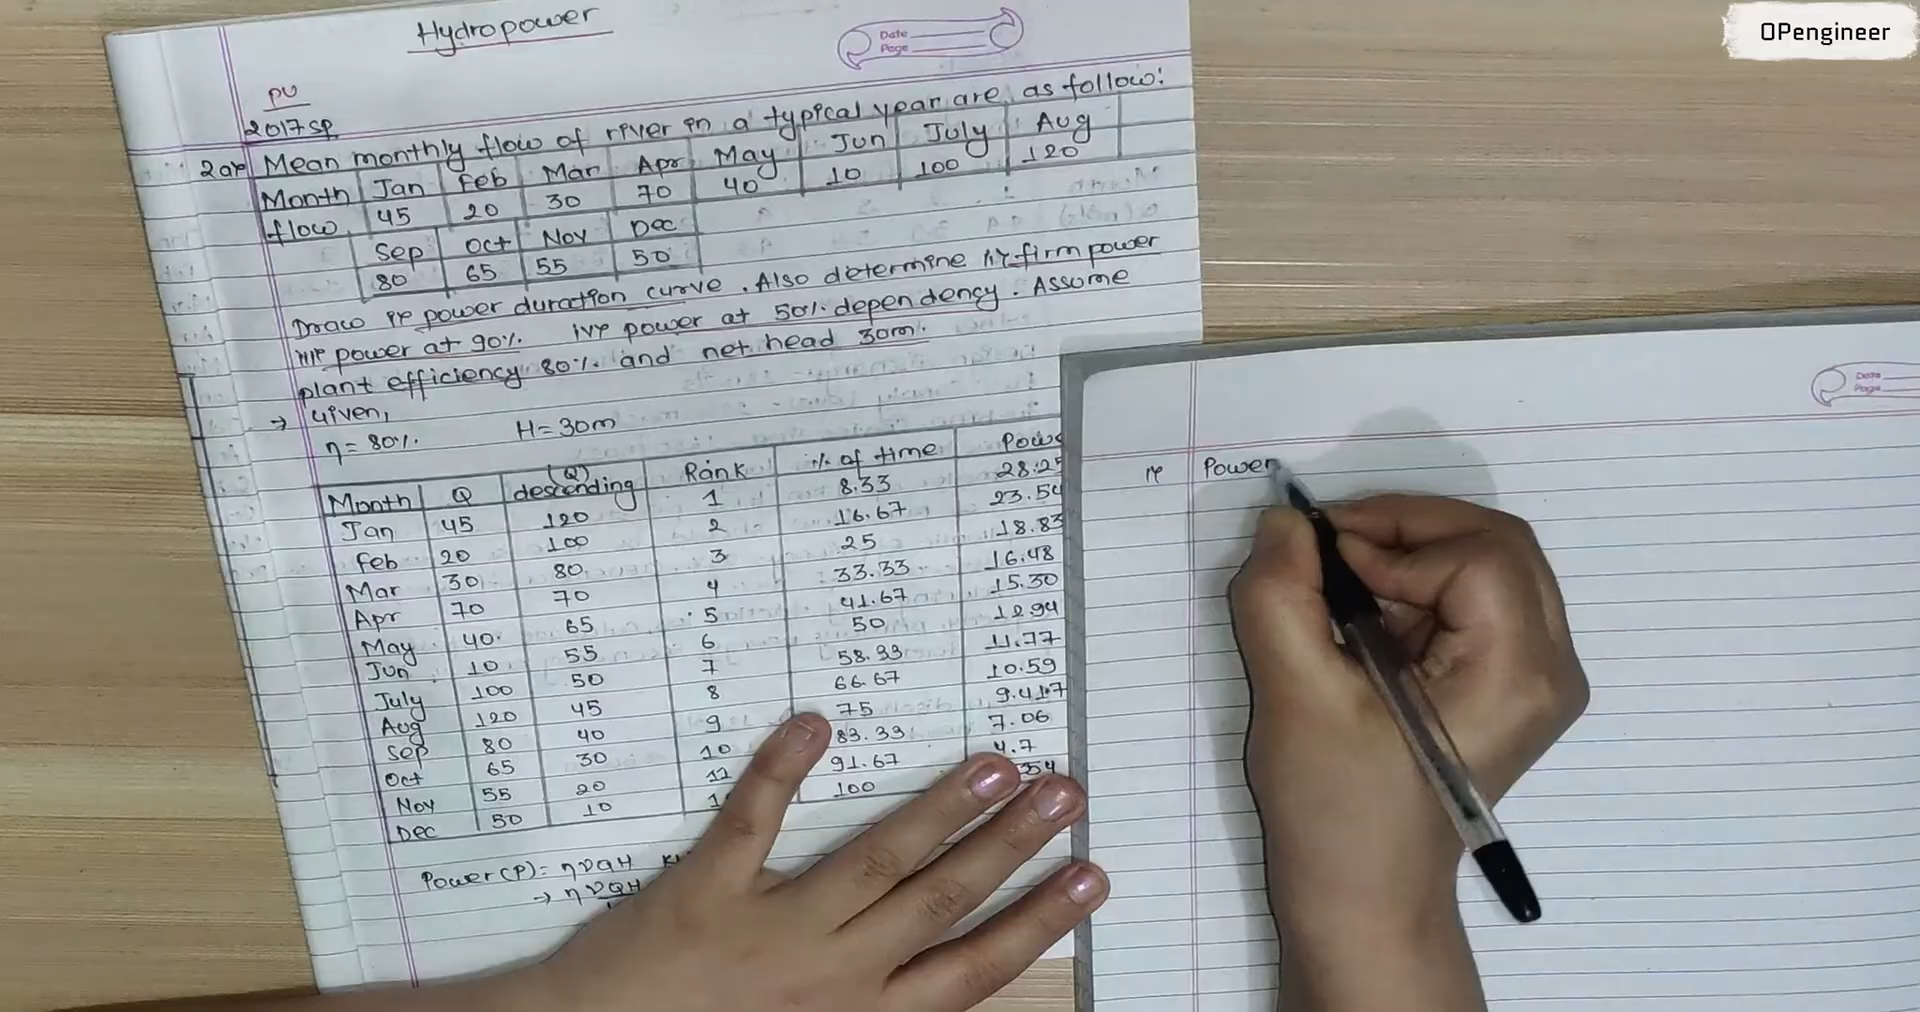 OPengineer
Hydropower
Date
Page
PU
2017 SP
2a) Mean monthly flow of river in a typical year are as follow:
Month Jan Feb Mar Apr May Jun July Aug
flow 45 20 30 70 40 10 100 120
Sep Oct Nov Dec
80 65 55 50
Draw i) power duration curve. Also determine ii) firm power
iii) power at 90% iv) power at 50% dependency. Assume
plant efficiency 80% and net head 30m.
→ Given,
η = 80% H = 30m
Month Q (Q) descending Rank % of time Powe
Jan 45 120 1 8.33 28.25
Feb 20 100 2 16.67 23.54
Mar 30 80 3 25 18.83
Apr 70 70 4 33.33 16.48
May 40 65 5 41.67 15.30
Jun 10 55 6 50 12.94
July 100 50 7 58.33 11.77
Aug 120 45 8 66.67 10.59
Sep 80 40 9 75 9.417
Oct 65 30 10 83.33 7.06
Nov 55 20 11 91.67 4.7
Dec 50 10 1 100 54
Power (P) = ηγQH K
→ ηγQH
Date
Page
i) Power